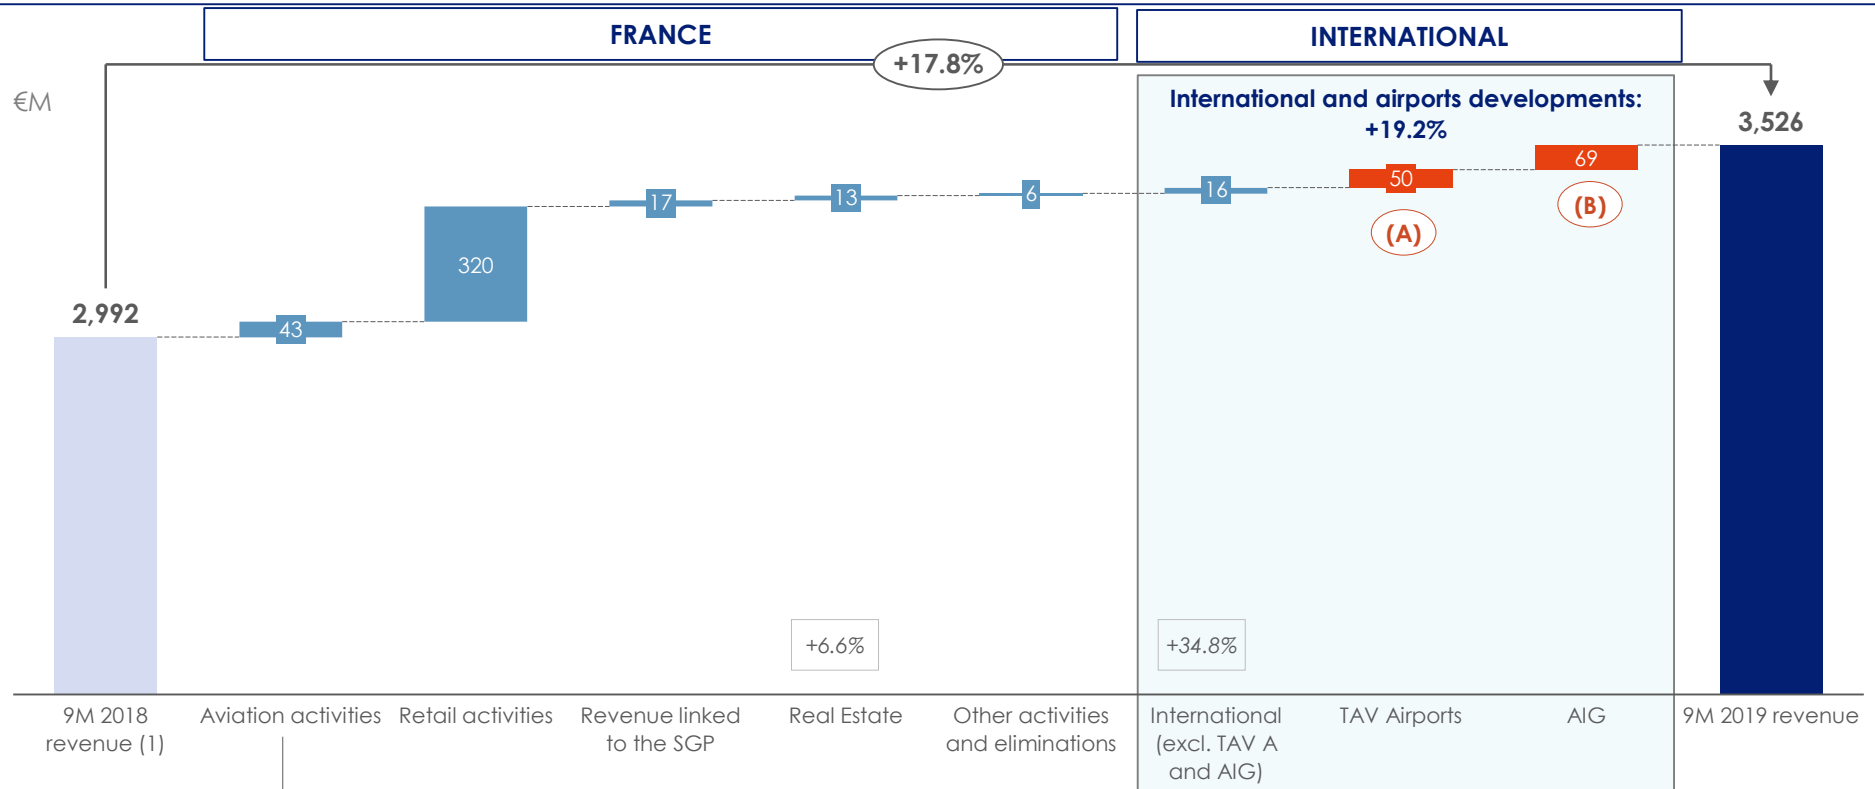 FRANCE
INTERNATIONAL
+17.8%
€M
International and airports developments:
+19.2%
3,526
2,992
43
320
17
13
6
16
50
69
(A)
(B)
+6.6%
+34.8%
9M 2018
revenue (1)
Aviation activities
Retail activities
Revenue linked
to the SGP
Real Estate
Other activities
and eliminations
International
(excl. TAV A
and AIG)
TAV Airports
AIG
9M 2019 revenue